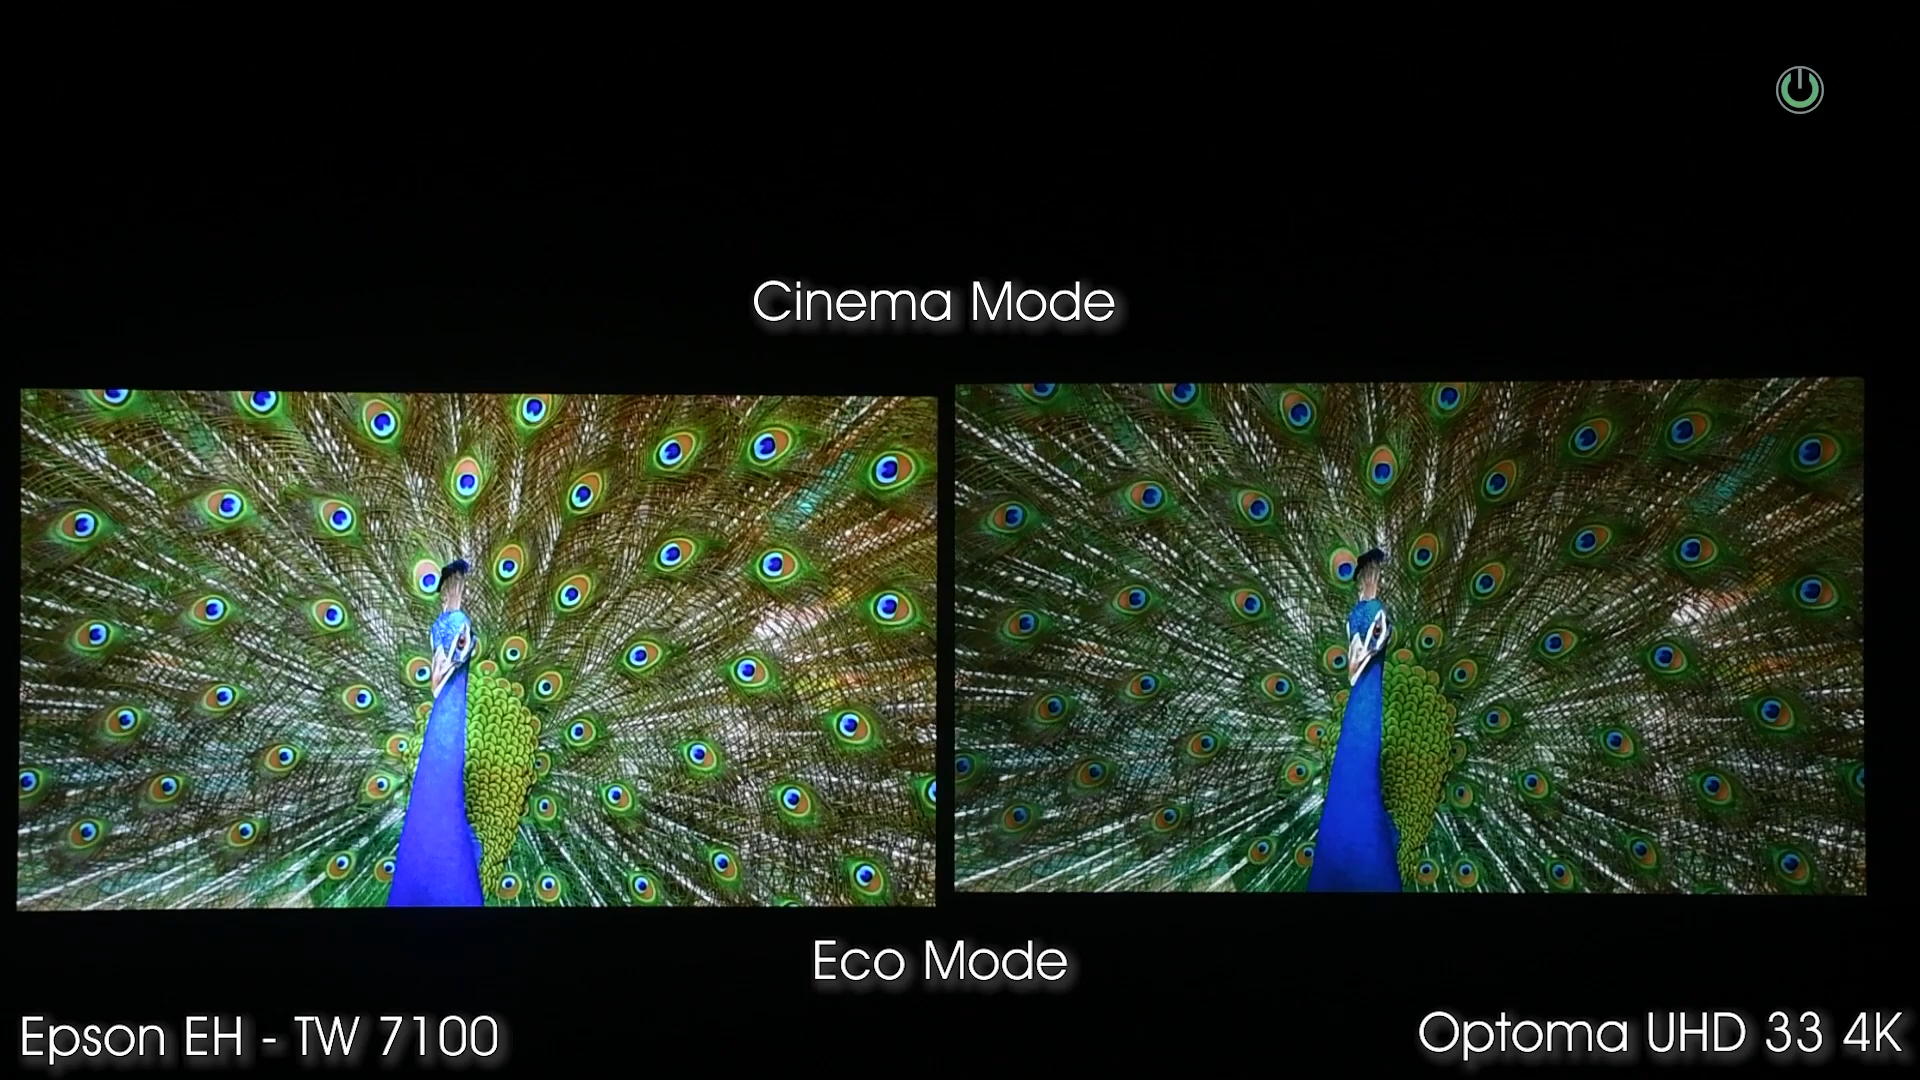 Cinema Mode
Eco Mode
Epson EH - TW 7100
Optoma UHD 33 4K